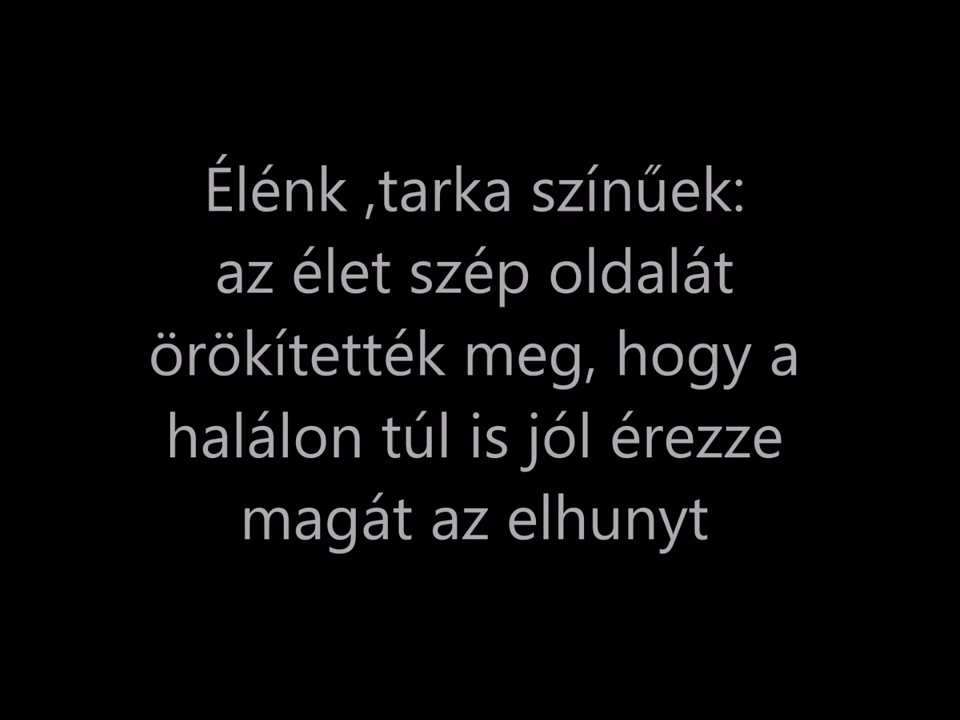 Élénk ,tarka színűek:
az élet szép oldalát
örökítették meg, hogy a
halálon túl is jól érezze
magát az elhunyt